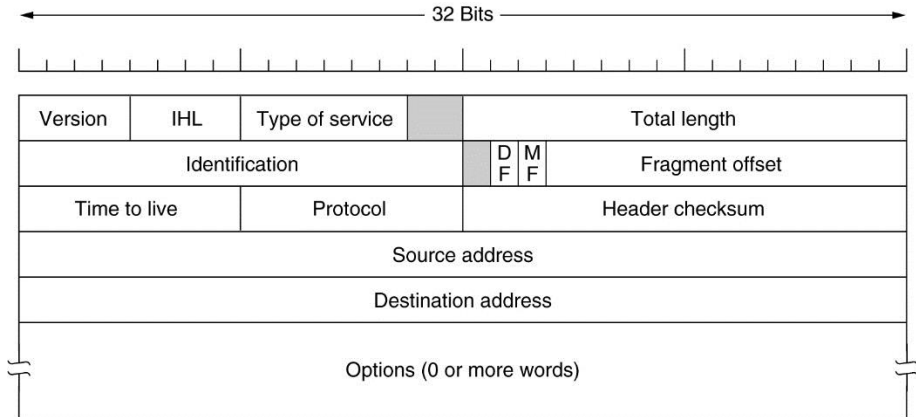 32 Bits
Version IHL Type of service Total length
Identification D F M F Fragment offset
Time to live Protocol Header checksum
Source address
Destination address
Options (0 or more words)